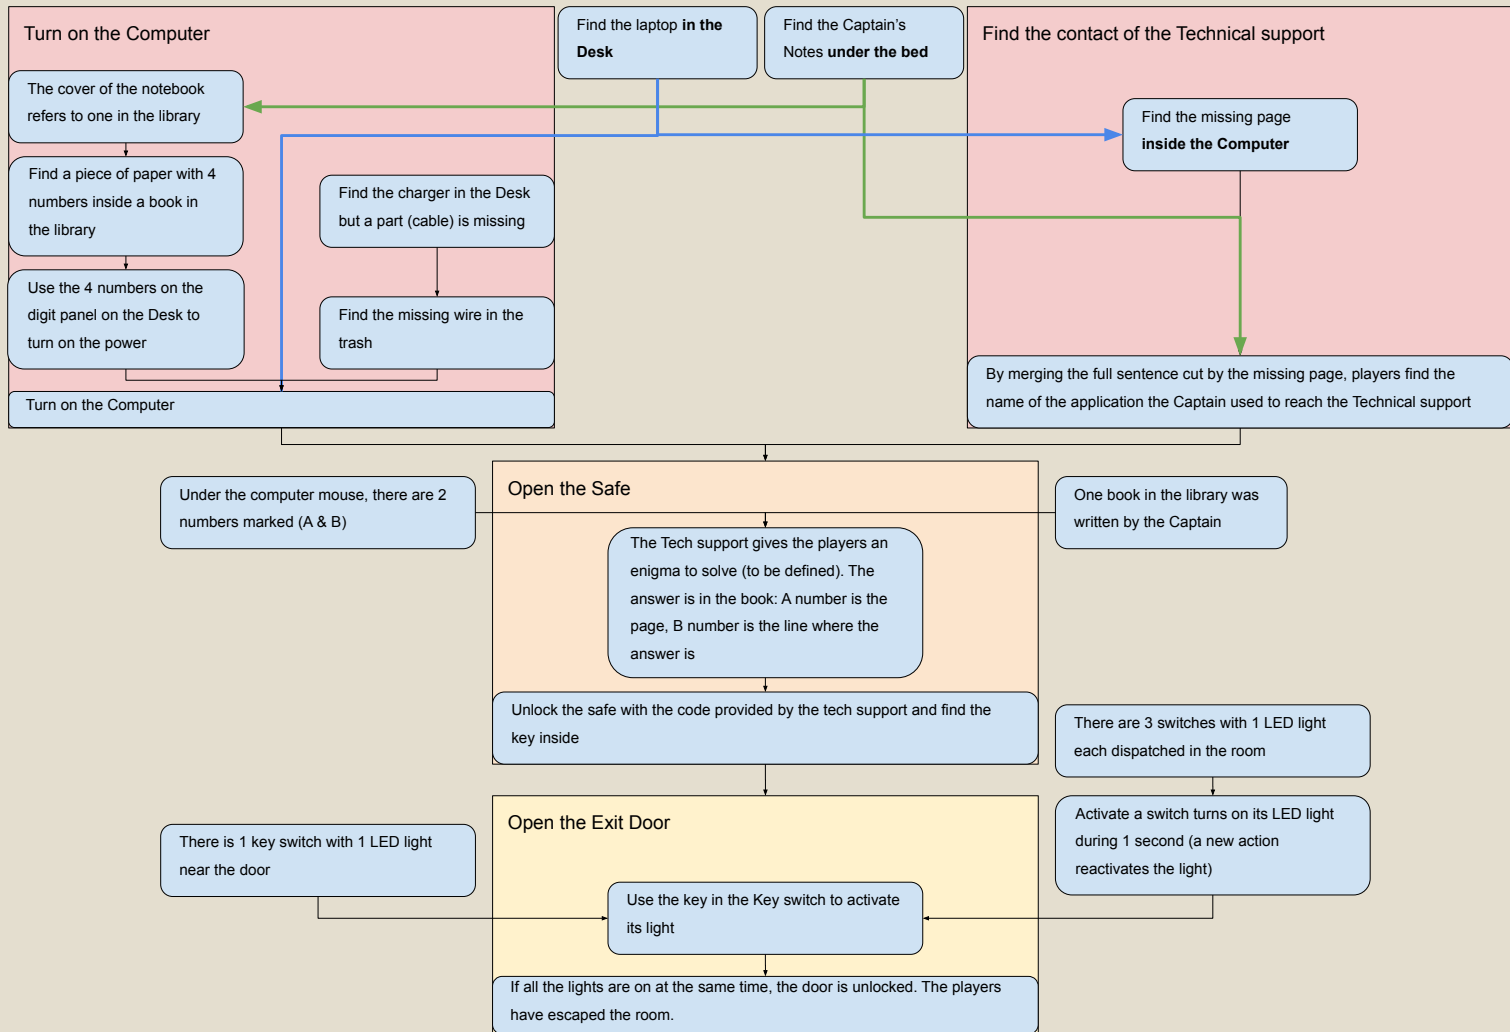 Turn on the Computer
Find the laptop in the
Desk
Find the Captain's
Notes under the bed
Find the contact of the Technical support
The cover of the notebook
refers to one in the library
Find the missing page
inside the Computer
Find a piece of paper with 4
numbers inside a book in
the library
Find the charger in the Desk
but a part (cable) is missing
Use the 4 numbers on the
digit panel on the Desk to
turn on the power
Find the missing wire in the
trash
Turn on the Computer
By merging the full sentence cut by the missing page, players find the
name of the application the Captain used to reach the Technical support
Open the Safe
Under the computer mouse, there are 2
numbers marked (A & B)
One book in the library was
written by the Captain
The Tech support gives the players an
enigma to solve (to be defined). The
answer is in the book: A number is the
page, B number is the line where the
answer is
Unlock the safe with the code provided by the tech support and find the
key inside
There are 3 switches with 1 LED light
each dispatched in the room
Open the Exit Door
There is 1 key switch with 1 LED light
near the door
Activate a switch turns on its LED light
during 1 second (a new action
reactivates the light)
Use the key in the Key switch to activate
its light
If all the lights are on at the same time, the door is unlocked. The players
have escaped the room.